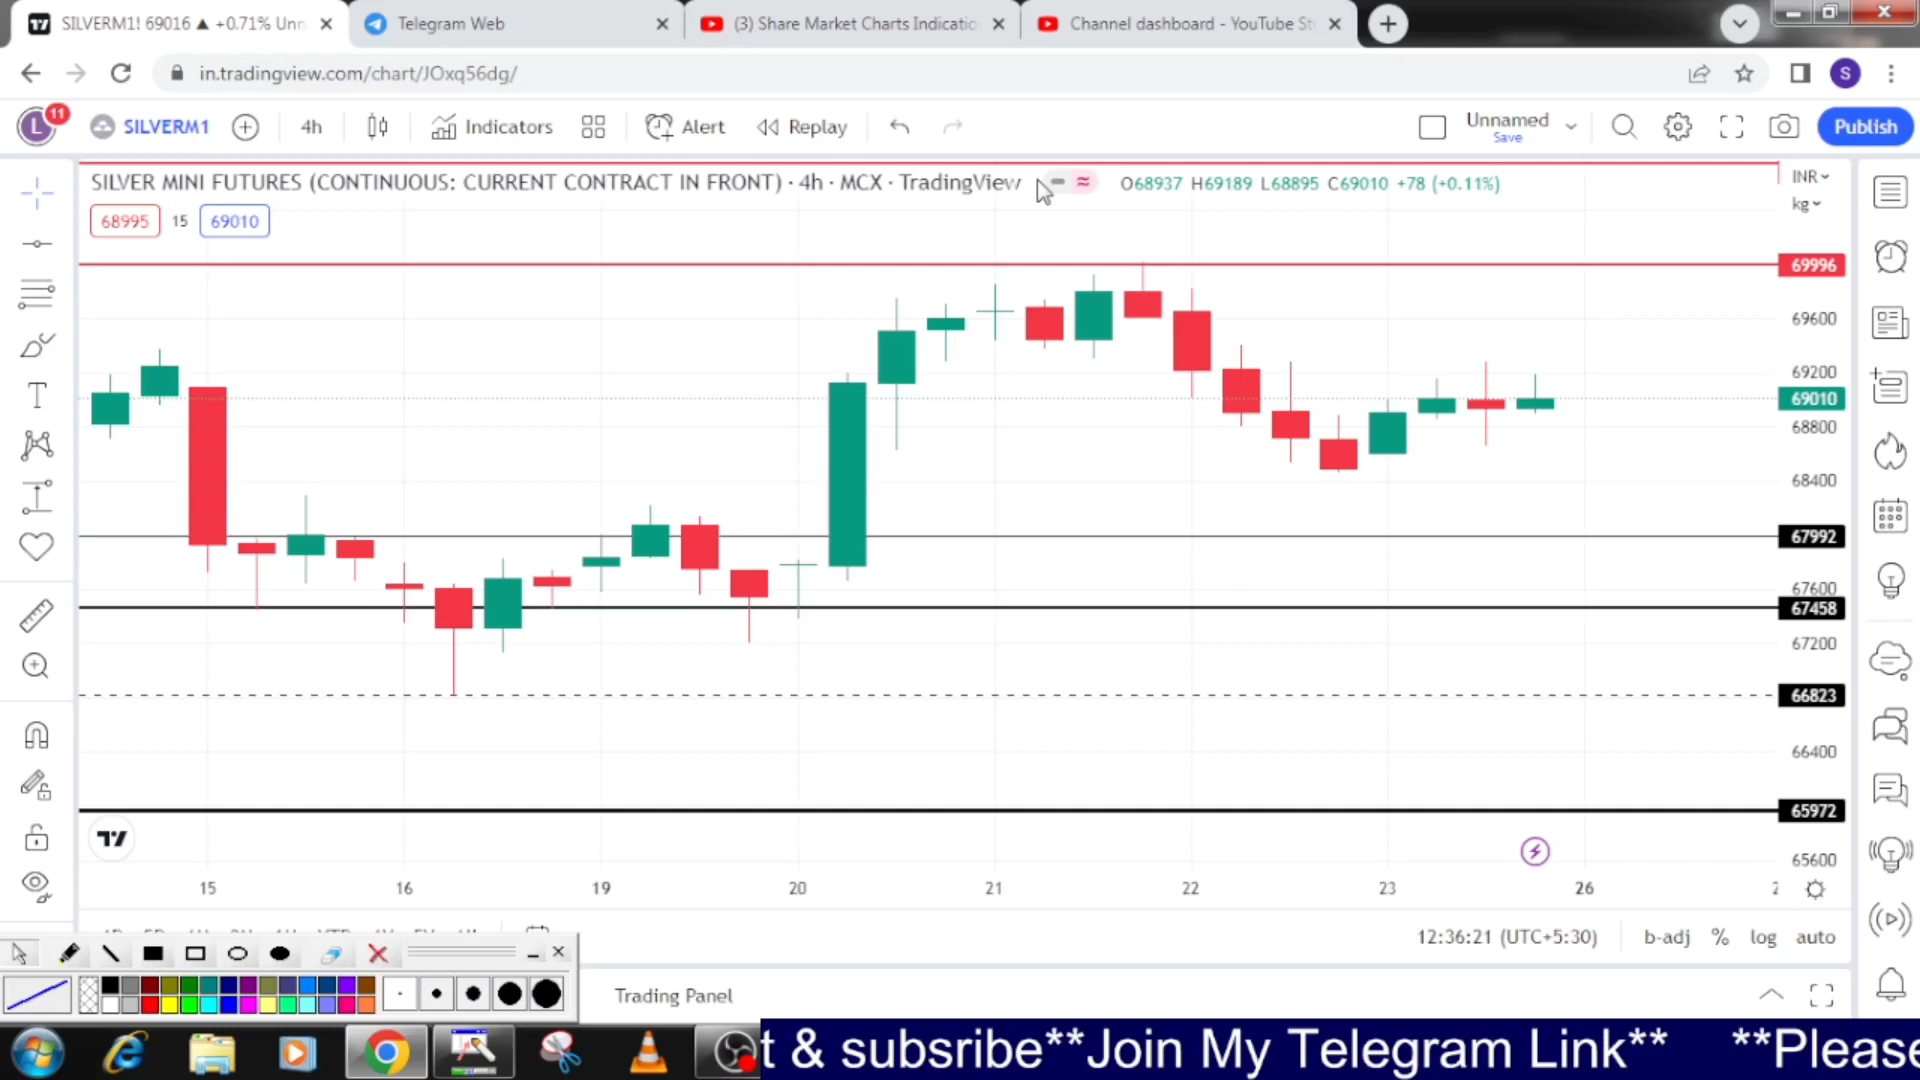 SILVERM1! 69016 ▲ +0.71% Unn
Telegram Web
(3) Share Market Charts Indicatio
Channel dashboard - YouTube St
in.tradingview.com/chart/JOxq56dg/
S
L
11
SILVERM1
4h
Indicators
Alert
Replay
Unnamed
Save
Publish
SILVER MINI FUTURES (CONTINUOUS: CURRENT CONTRACT IN FRONT) · 4h · MCX · TradingView
O68937 H69189 L68895 C69010 +78 (+0.11%)
INR
kg
68995
15
69010
69996
69600
69200
69010
68800
68400
67992
67600
67458
67200
66823
66400
65972
65600
15
16
19
20
21
22
23
26
2
12:36:21 (UTC+5:30)
b-adj
%
log
auto
Trading Panel
t & subsribe**Join My Telegram Link** **Please